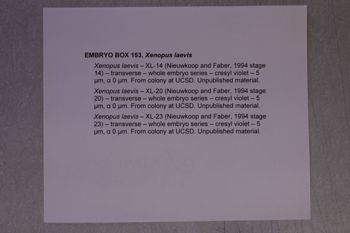 EMBRYO BOX 153. Xenopus laevis
Xenopus laevis – XL-14 (Nieuwkoop and Faber, 1994 stage
14) – transverse – whole embryo series – cresyl violet – 5
µm, α 0 µm. From colony at UCSD. Unpublished material.
Xenopus laevis – XL-20 (Nieuwkoop and Faber, 1994 stage
20) – transverse – whole embryo series – cresyl violet – 5
µm, α 0 µm. From colony at UCSD. Unpublished material.
Xenopus laevis – XL-23 (Nieuwkoop and Faber, 1994 stage
23) – transverse – whole embryo series – cresyl violet – 5
µm, α 0 µm. From colony at UCSD. Unpublished material.